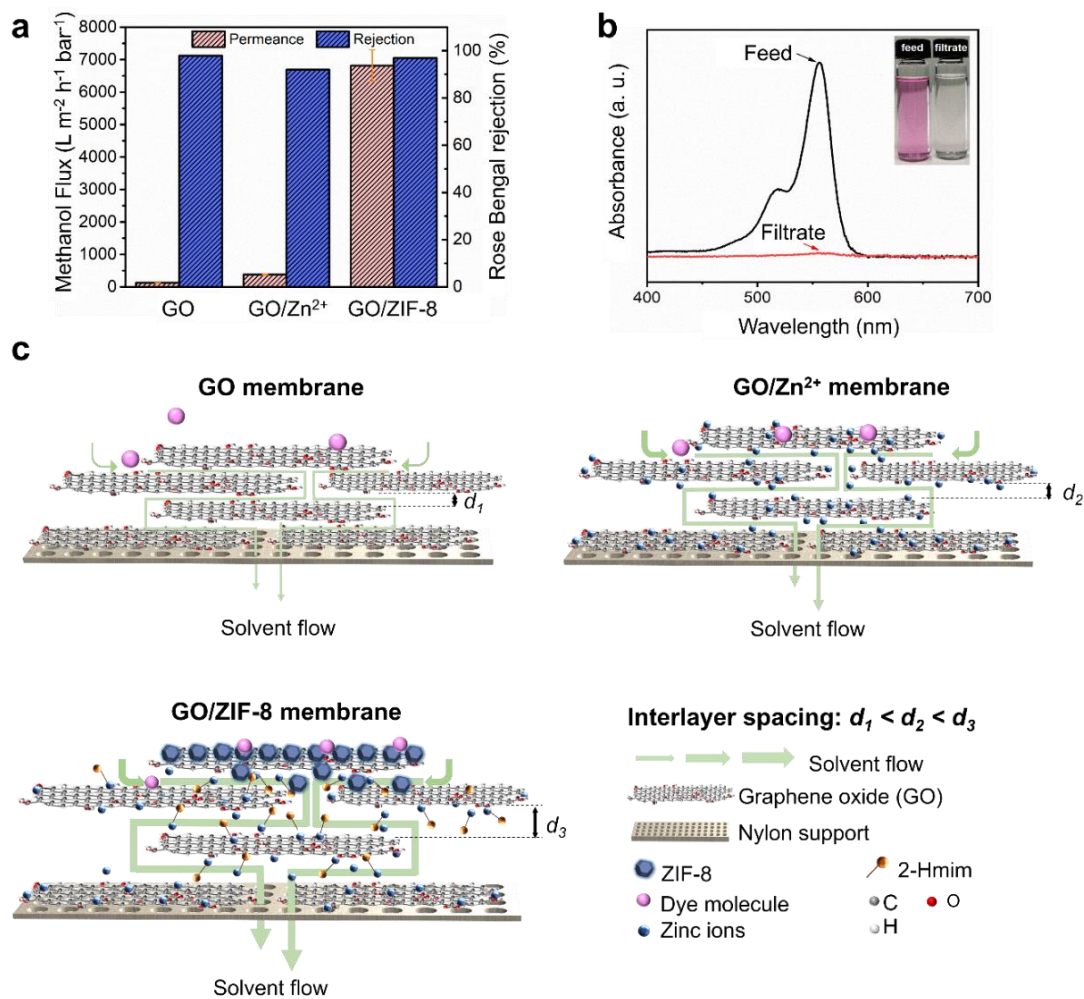 a
Permeance
Rejection
Methanol Flux (L m⁻² h⁻¹ bar⁻¹)
8000
7000
6000
5000
4000
3000
2000
1000
0
100
80
60
40
20
0
Rose Bengal rejection (%)
GO
GO/Zn²⁺
GO/ZIF-8
b
Feed
feed
filtrate
Filtrate
Absorbance (a. u.)
400
500
600
700
Wavelength (nm)
c
GO membrane
d₁
Solvent flow
GO/Zn²⁺ membrane
d₂
Solvent flow
GO/ZIF-8 membrane
d₃
Solvent flow
Interlayer spacing: d₁ < d₂ < d₃
Solvent flow
Graphene oxide (GO)
Nylon support
ZIF-8
2-Hmim
Dye molecule
C
O
Zinc ions
H